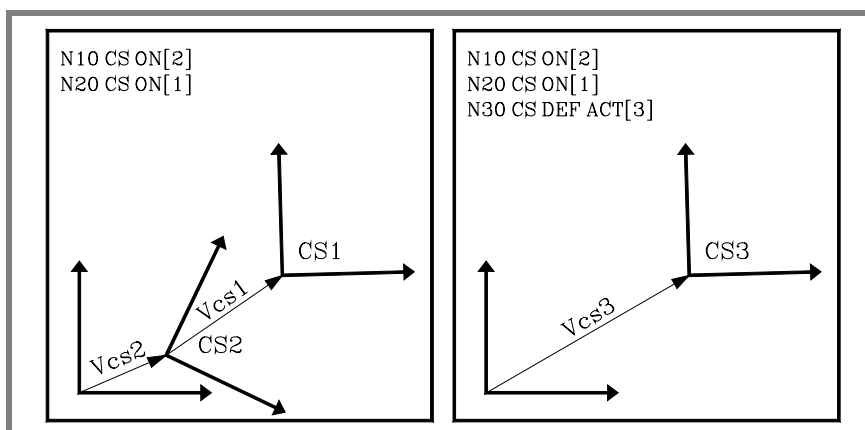 N10 CS ON[2]
N20 CS ON[1]
CS1
Vcs1
CS2
Vcs2
N10 CS ON[2]
N20 CS ON[1]
N30 CS DEF ACT[3]
CS3
Vcs3